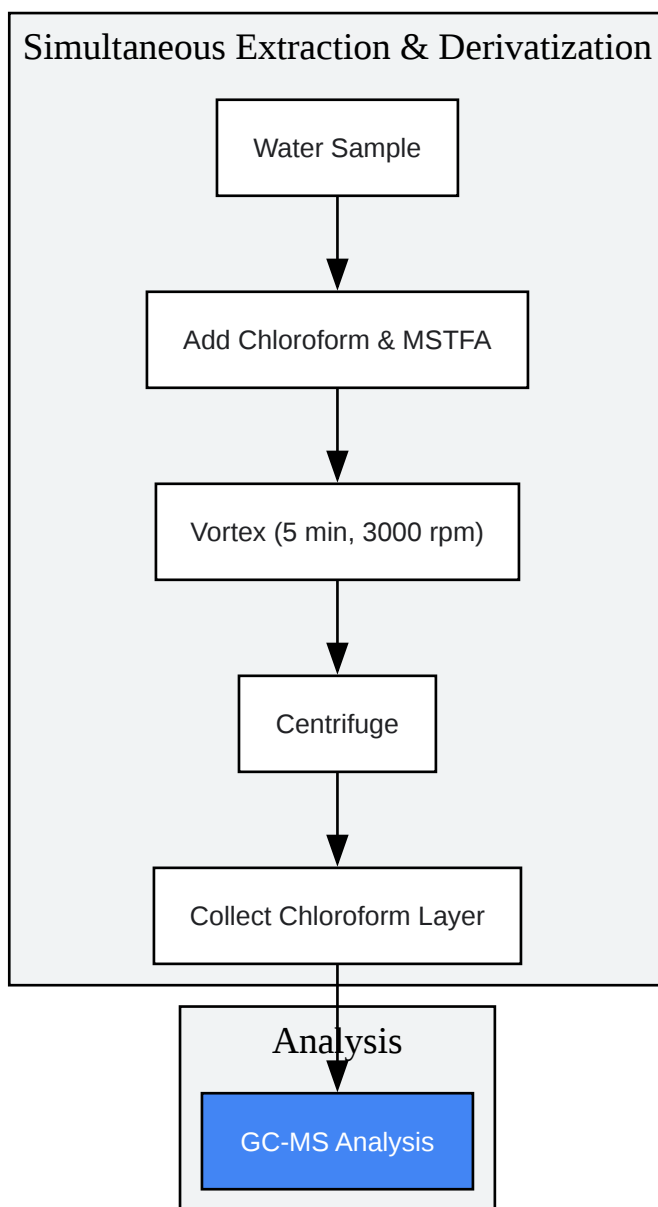 Simultaneous Extraction & Derivatization
Water Sample
Add Chloroform & MSTFA
Vortex (5 min, 3000 rpm)
Centrifuge
Collect Chloroform Layer
Analysis
GC-MS Analysis